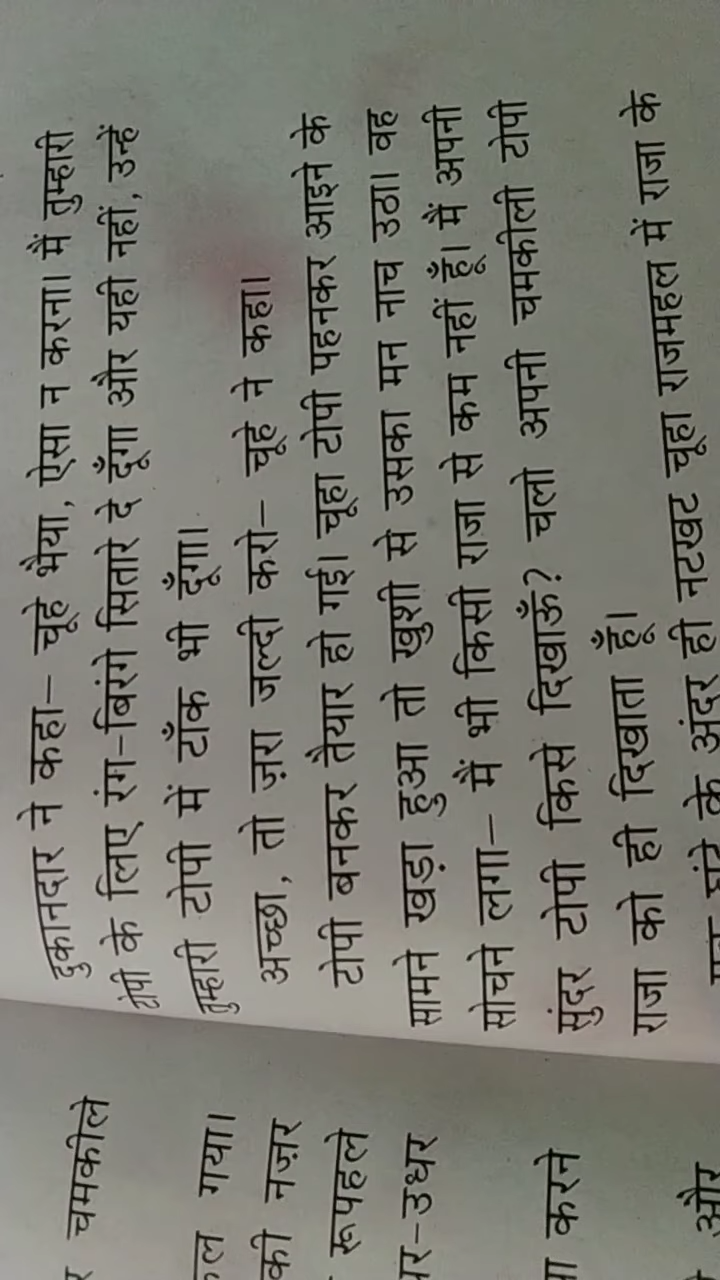 र चमकीले
ल गया।
की नज़र
रूपहले
र-उधर
ा करने
और
दुकानदार ने कहा– चूहे भैया, ऐसा न करना। मैं तुम्हारी
टोपी के लिए रंग-बिरंगे सितारे दे दूँगा और यही नहीं, उन्हें
तुम्हारी टोपी में टाँक भी दूँगा।
अच्छा, तो ज़रा जल्दी करो– चूहे ने कहा।
टोपी बनकर तैयार हो गई। चूहा टोपी पहनकर आइने के
सामने खड़ा हुआ तो खुशी से उसका मन नाच उठा। वह
सोचने लगा– मैं भी किसी राजा से कम नहीं हूँ। मैं अपनी
सुंदर टोपी किसे दिखाऊँ? चलो अपनी चमकीली टोपी
राजा को ही दिखाता हूँ।
घंटे के अंदर ही नटखट चूहा राजमहल में राजा के